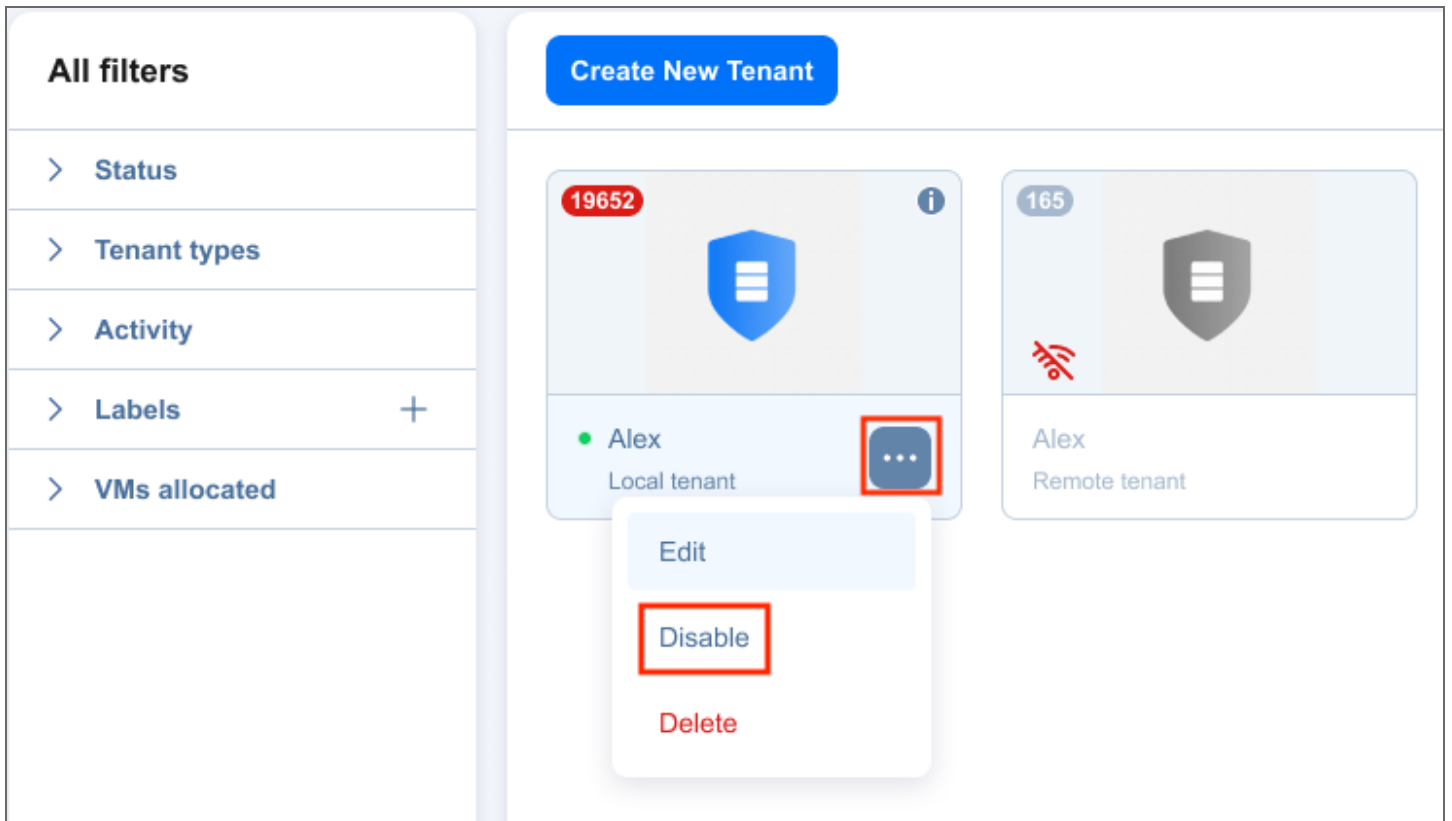 All filters
Status
Tenant types
Activity
Labels
VMs allocated
Create New Tenant
19652
Alex
Local tenant
165
Alex
Remote tenant
Edit
Disable
Delete